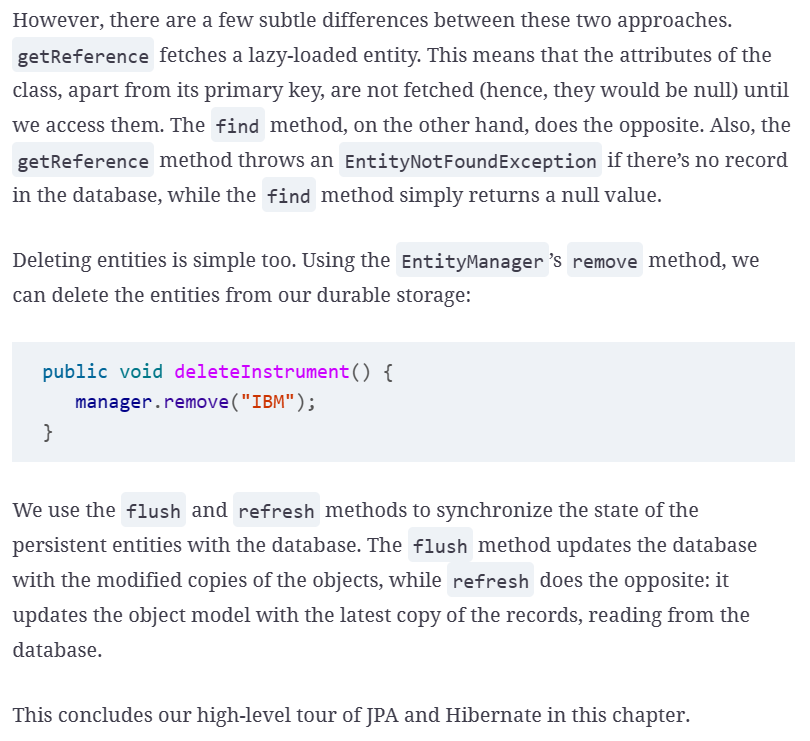 However, there are a few subtle differences between these two approaches.
getReference fetches a lazy-loaded entity. This means that the attributes of the
class, apart from its primary key, are not fetched (hence, they would be null) until
we access them. The find method, on the other hand, does the opposite. Also, the
getReference method throws an EntityNotFoundException if there’s no record
in the database, while the find method simply returns a null value.
Deleting entities is simple too. Using the EntityManager’s remove method, we
can delete the entities from our durable storage:
public void deleteInstrument() {
manager.remove("IBM");
}
We use the flush and refresh methods to synchronize the state of the
persistent entities with the database. The flush method updates the database
with the modified copies of the objects, while refresh does the opposite: it
updates the object model with the latest copy of the records, reading from the
database.
This concludes our high-level tour of JPA and Hibernate in this chapter.